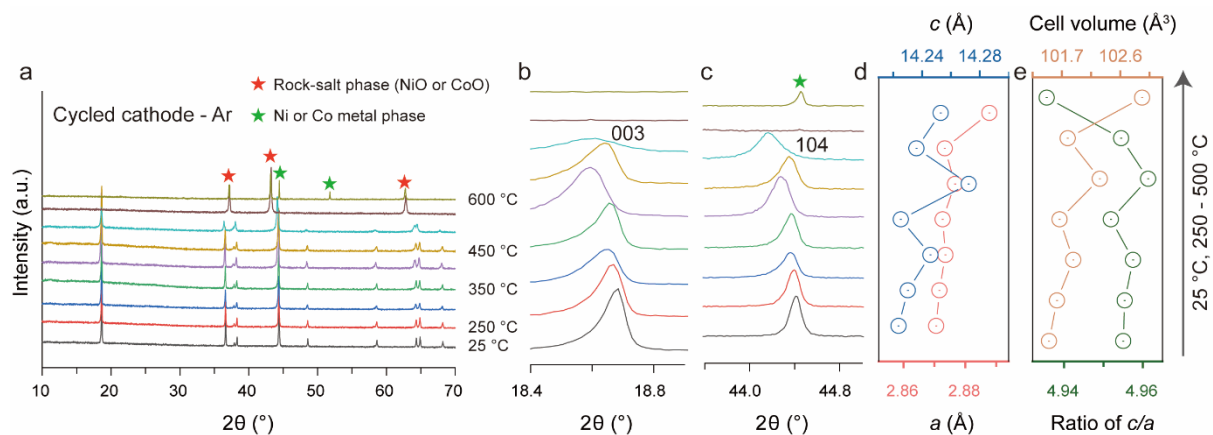 a
Rock-salt phase (NiO or CoO)
Ni or Co metal phase
Cycled cathode - Ar
Intensity (a.u.)
600 °C
450 °C
350 °C
250 °C
25 °C
10 20 30 40 50 60 70
2θ (°)
b
003
18.4 18.8
2θ (°)
c
104
44.0 44.8
2θ (°)
d
c (Å)
14.24 14.28
2.86 2.88
a (Å)
e
Cell volume (Å³)
101.7 102.6
4.94 4.96
Ratio of c/a
25 °C, 250 - 500 °C